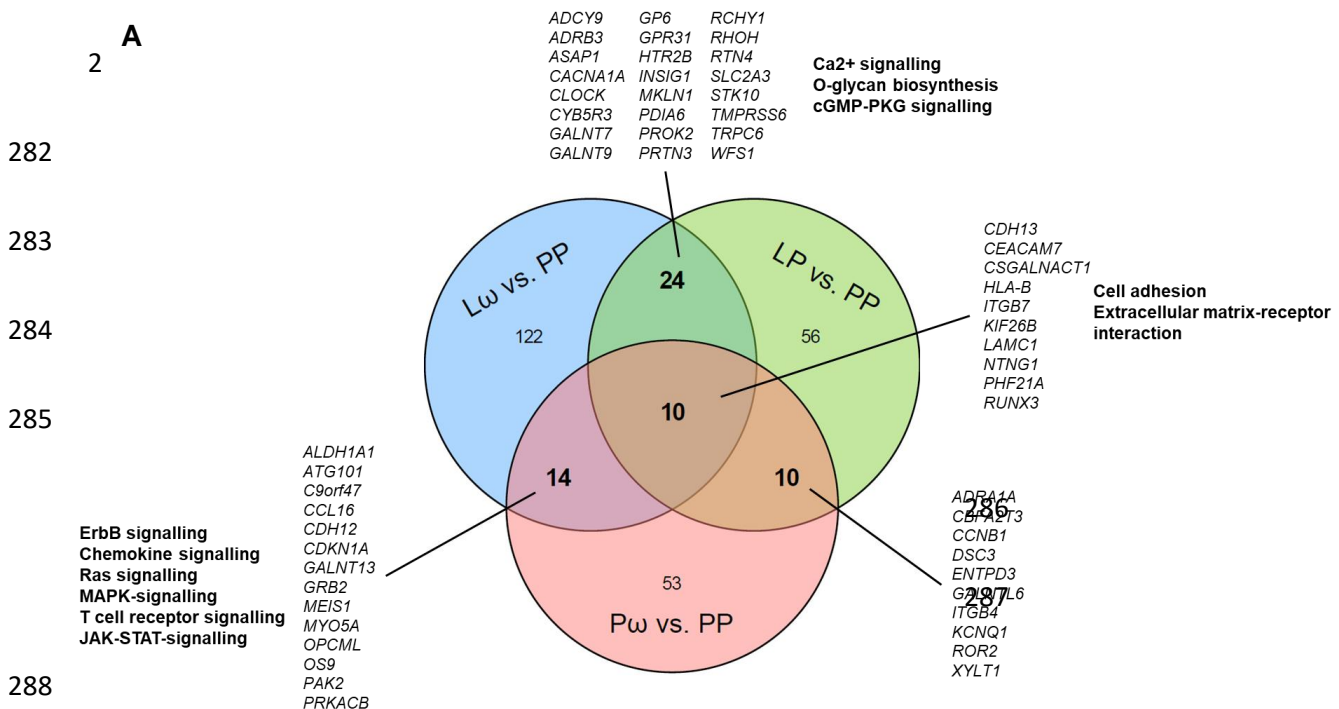 A
2
ADCY9 GP6 RCHY1
ADRB3 GPR31 RHOH
ASAP1 HTR2B RTN4
CACNA1A INSIG1 SLC2A3
CLOCK MKLN1 STK10
CYB5R3 PDIA6 TMPRSS6
GALNT7 PROK2 TRPC6
GALNT9 PRTN3 WFS1
Ca2+ signalling
O-glycan biosynthesis
cGMP-PKG signalling
282
283
284
285
Lω vs. PP
122
24
LP vs. PP
56
10
14
10
53
Pω vs. PP
CDH13
CEACAM7
CSGALNACT1
HLA-B
ITGB7
KIF26B
LAMC1
NTNG1
PHF21A
RUNX3
Cell adhesion
Extracellular matrix-receptor
interaction
ALDH1A1
ATG101
C9orf47
CCL16
CDH12
CDKN1A
GALNT13
GRB2
MEIS1
MYO5A
OPCML
OS9
PAK2
PRKACB
ErbB signalling
Chemokine signalling
Ras signalling
MAPK-signalling
T cell receptor signalling
JAK-STAT-signalling
ADRA1A
286
CCNB1
DSC3
ENTPD3
287
ITGB4
KCNQ1
ROR2
XYLT1
288